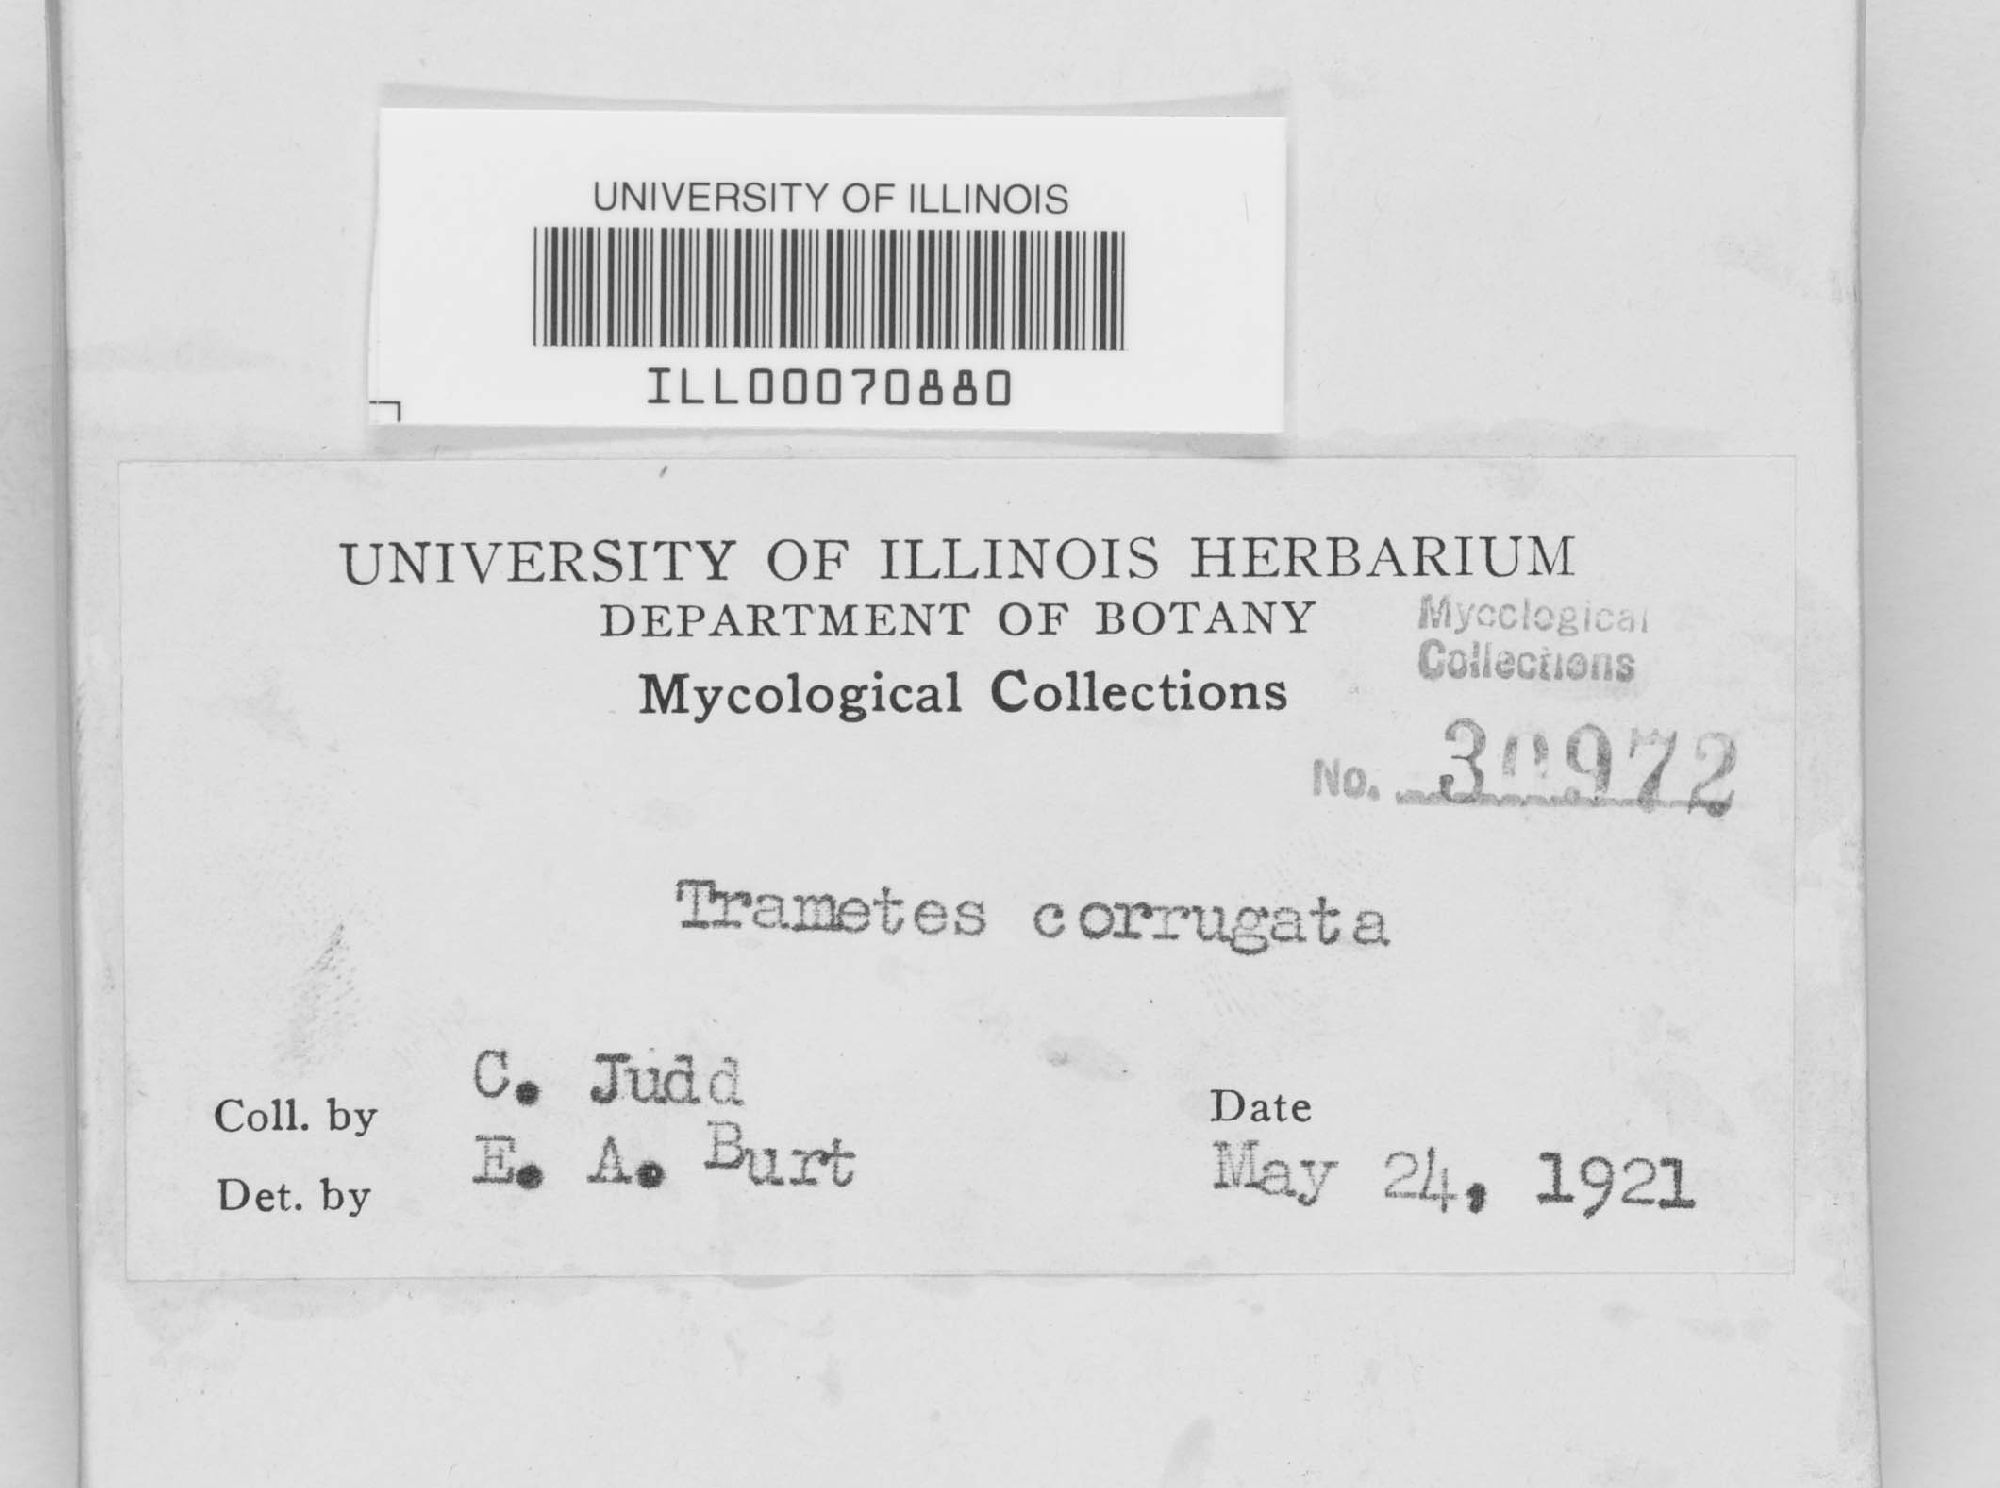 UNIVERSITY OF ILLINOIS
ILL00070880
UNIVERSITY OF ILLINOIS HERBARIUM
DEPARTMENT OF BOTANY
Mycological Collections
Mycological
Collections
No. 30972
Trametes corrugata
Coll. by C. Judd
Det. by E. A. Burt
Date
May 24, 1921